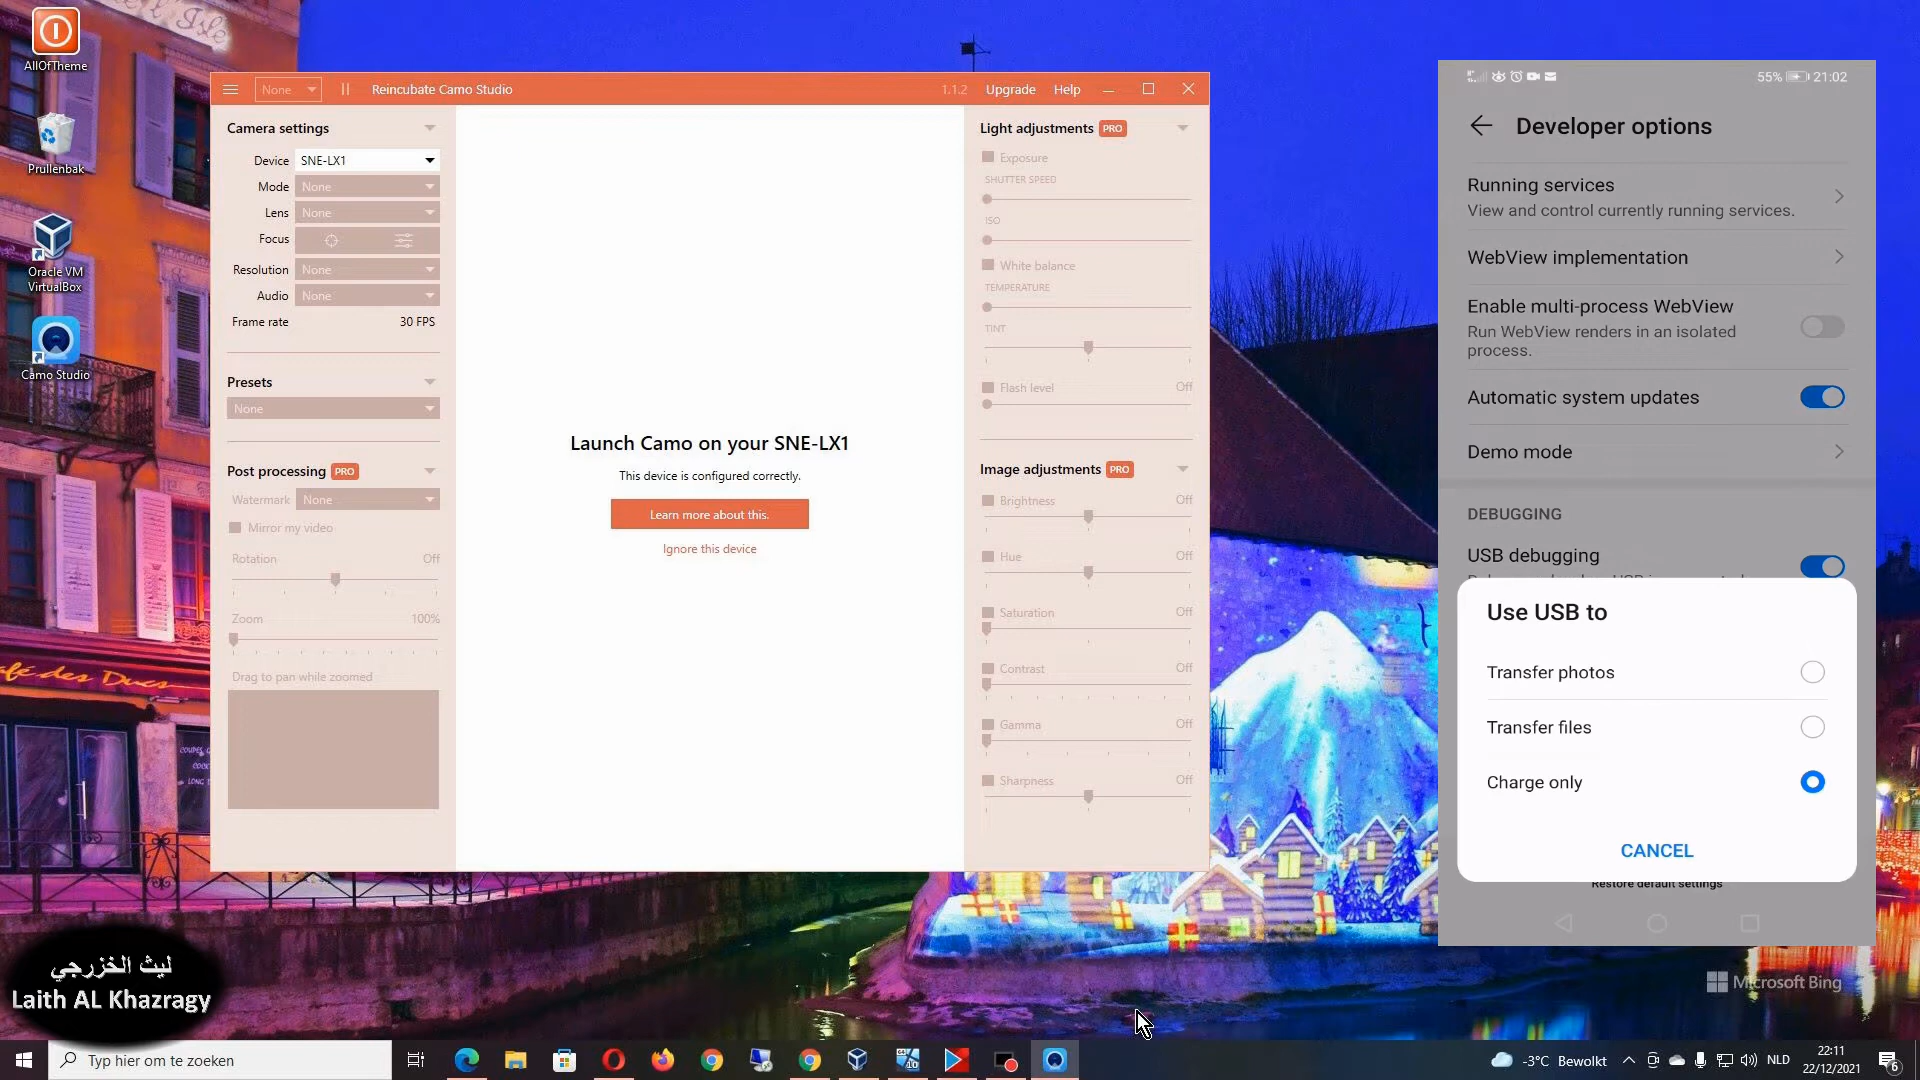 AllOfTheme
Prullenbak
Oracle VM
VirtualBox
Camo Studio
None
Reincubate Camo Studio
1.1.2
Upgrade
Help
Camera settings
Device SNE-LX1
Mode None
Lens None
Focus
Resolution None
Audio None
Frame rate 30 FPS
Presets
None
Post processing PRO
Watermark None
Mirror my video
Rotation Off
Zoom 100%
Drag to pan while zoomed
Launch Camo on your SNE-LX1
This device is configured correctly.
Learn more about this.
Ignore this device
Light adjustments PRO
Exposure
SHUTTER SPEED
ISO
White balance
TEMPERATURE
TINT
Flash level Off
Image adjustments PRO
Brightness Off
Hue Off
Saturation Off
Contrast Off
Gamma Off
Sharpness Off
55% 21:02
Developer options
Running services
View and control currently running services.
WebView implementation
Enable multi-process WebView
Run WebView renders in an isolated
process.
Automatic system updates
Demo mode
DEBUGGING
USB debugging
Use USB to
Transfer photos
Transfer files
Charge only
CANCEL
Restore default settings
Microsoft Bing
ليث الخزرجي
Laith AL Khazragy
Typ hier om te zoeken
-3°C Bewolkt
NLD
22:11
22/12/2021
6